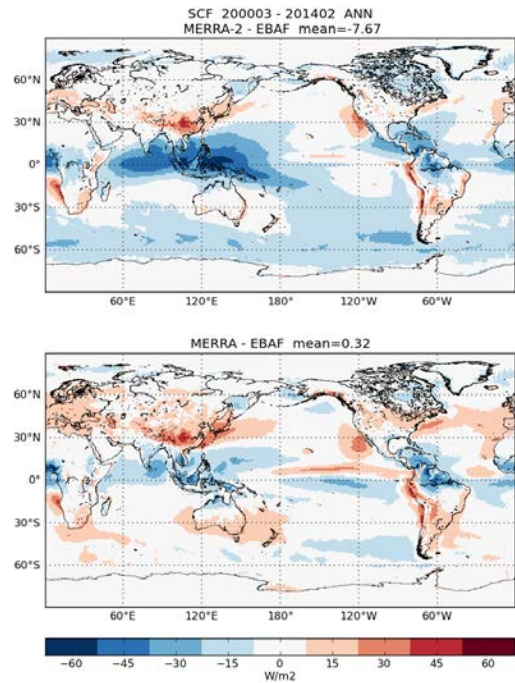 SCF 200003 - 201402 ANN
MERRA-2 - EBAF mean=-7.67
60°N
30°N
0°
30°S
60°S
60°E 120°E 180° 120°W 60°W
MERRA - EBAF mean=0.32
60°N
30°N
0°
30°S
60°S
60°E 120°E 180° 120°W 60°W
−60 −45 −30 −15 0 15 30 45 60
W/m2